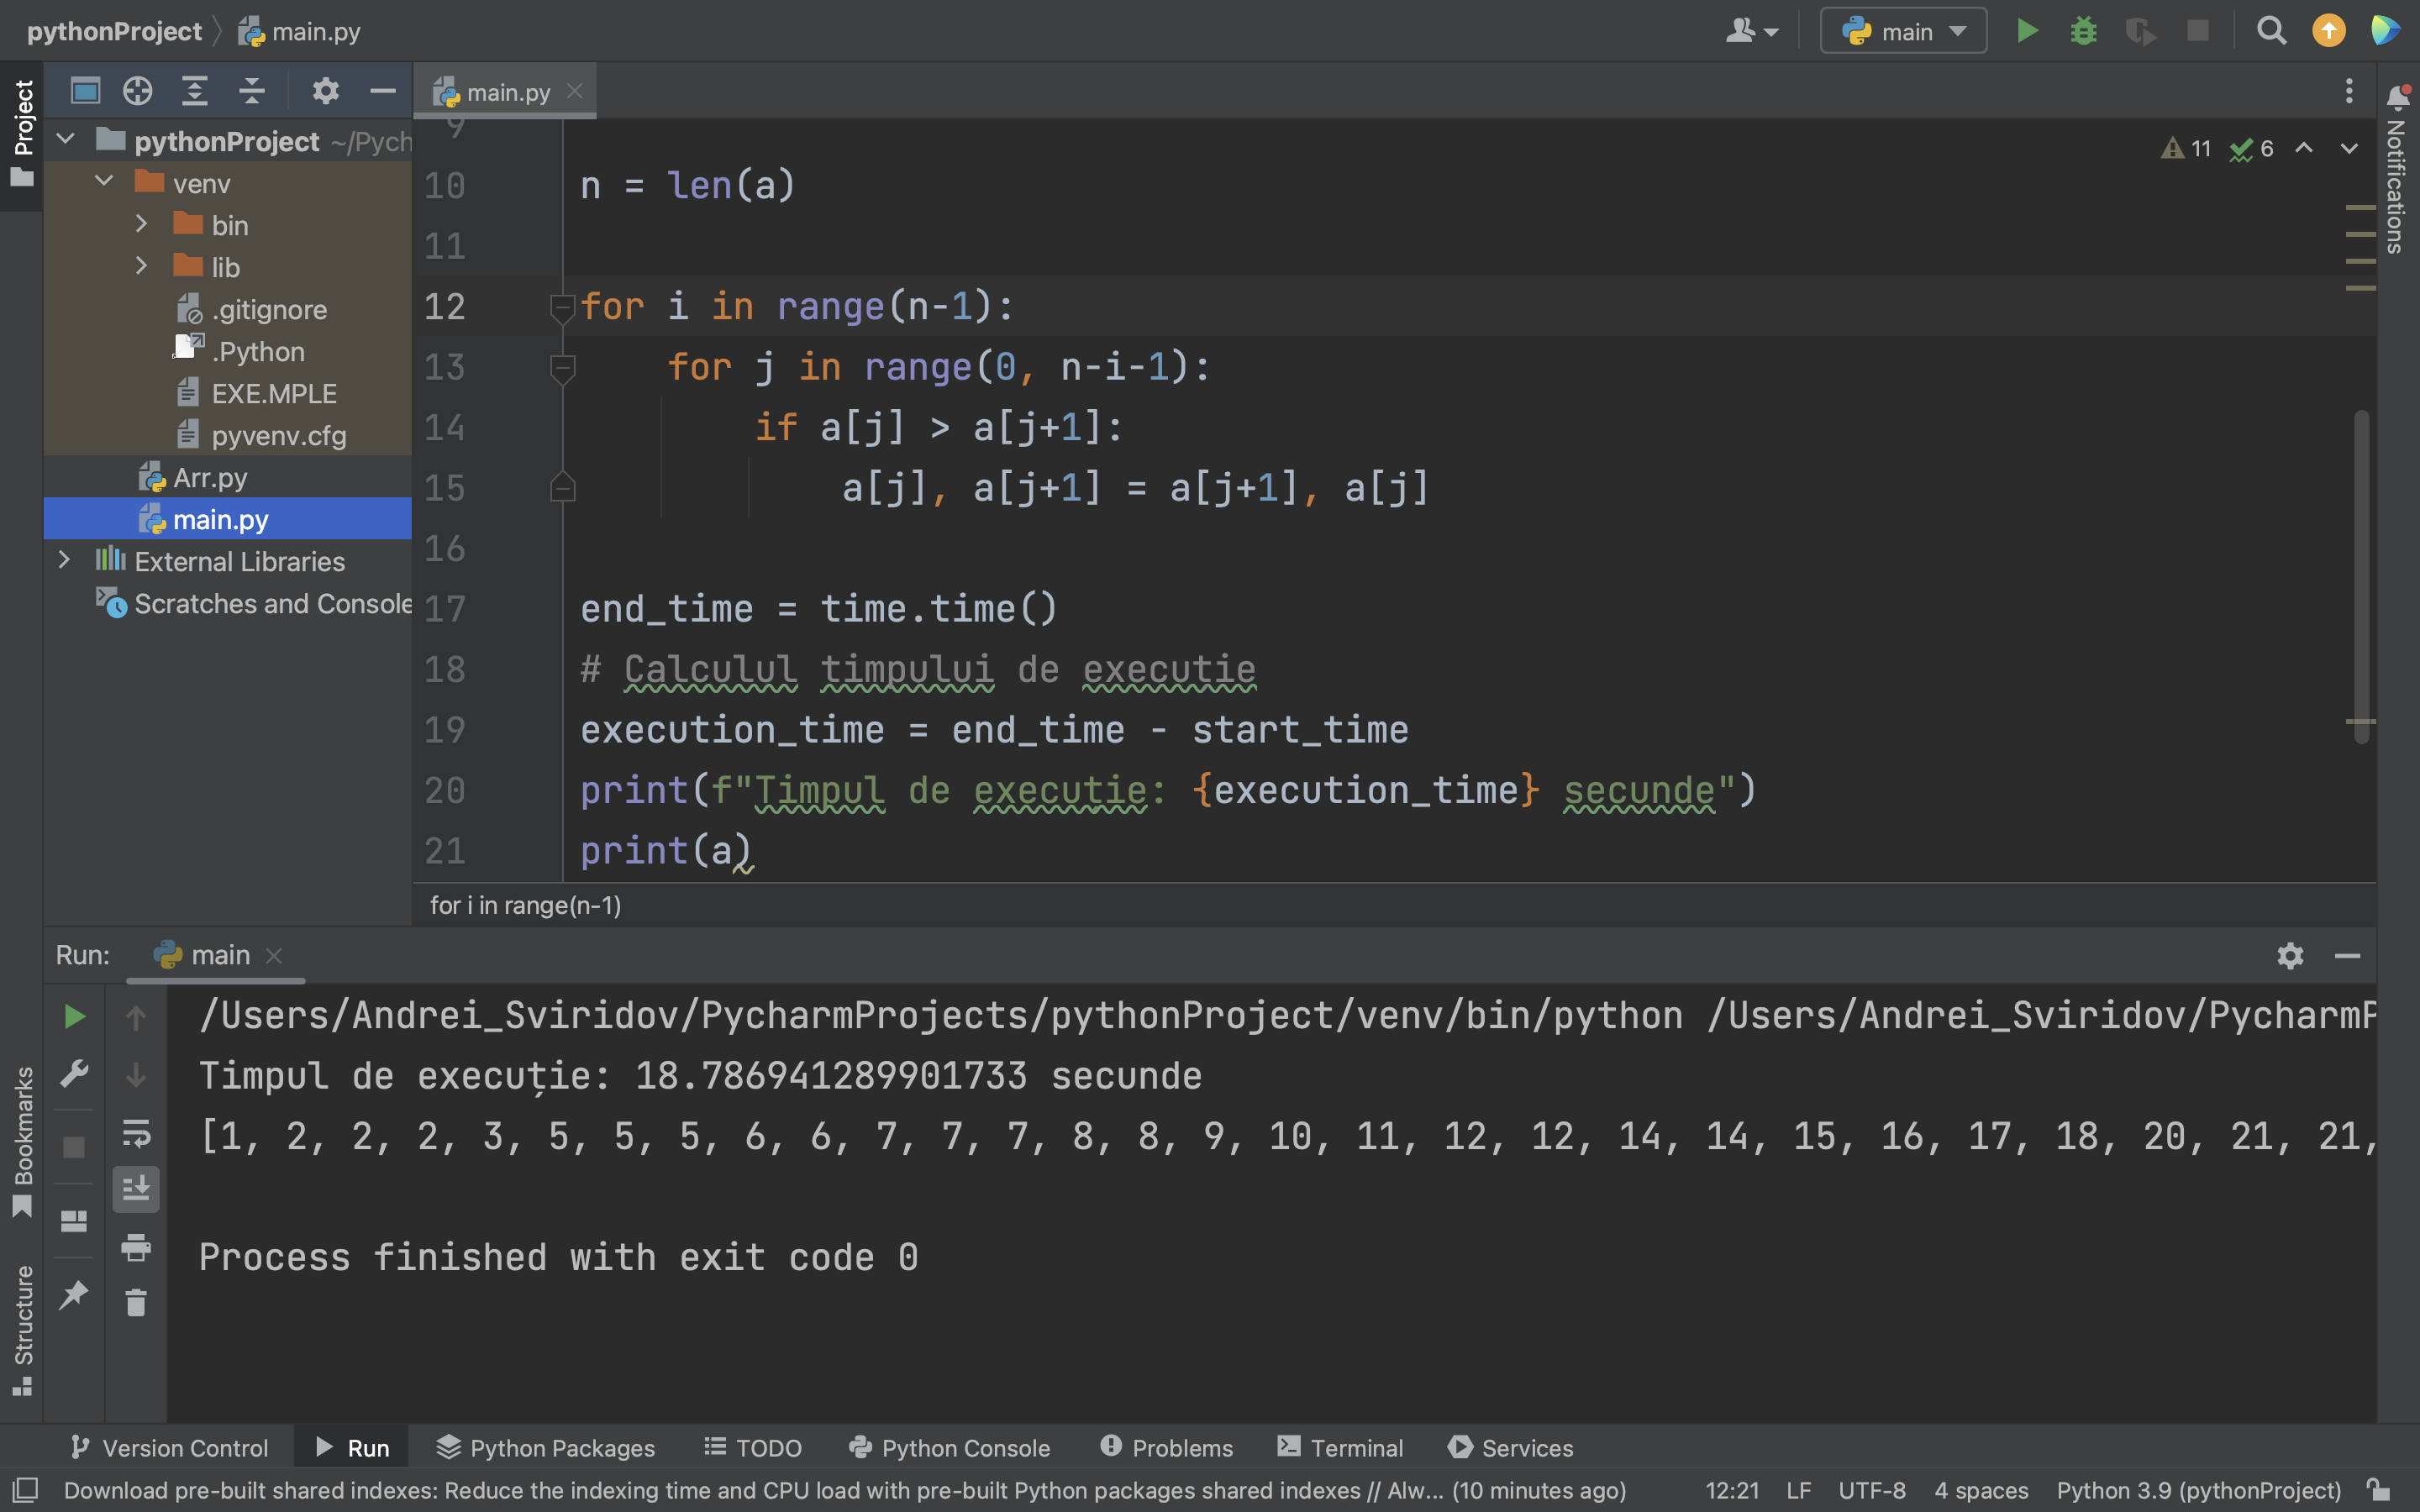 pythonProject main.py
main
Project
main.py
Notifications
pythonProject ~/Pych
venv
bin
lib
.gitignore
.Python
EXE.MPLE
pyvenv.cfg
Arr.py
main.py
External Libraries
Scratches and Console
11 6
9
10 n = len(a)
11
12 for i in range(n-1):
13 for j in range(0, n-i-1):
14 if a[j] > a[j+1]:
15 a[j], a[j+1] = a[j+1], a[j]
16
17 end_time = time.time()
18 # Calculul timpului de executie
19 execution_time = end_time - start_time
20 print(f"Timpul de executie: {execution_time} secunde")
21 print(a)
for i in range(n-1)
Run: main
/Users/Andrei_Sviridov/PycharmProjects/pythonProject/venv/bin/python /Users/Andrei_Sviridov/PycharmP
Timpul de execuție: 18.786941289901733 secunde
[1, 2, 2, 2, 3, 5, 5, 5, 6, 6, 7, 7, 7, 8, 8, 9, 10, 11, 12, 12, 14, 14, 15, 16, 17, 18, 20, 21, 21,
Process finished with exit code 0
Bookmarks
Structure
Version Control Run Python Packages TODO Python Console Problems Terminal Services
Download pre-built shared indexes: Reduce the indexing time and CPU load with pre-built Python packages shared indexes // Alw... (10 minutes ago) 12:21 LF UTF-8 4 spaces Python 3.9 (pythonProject)